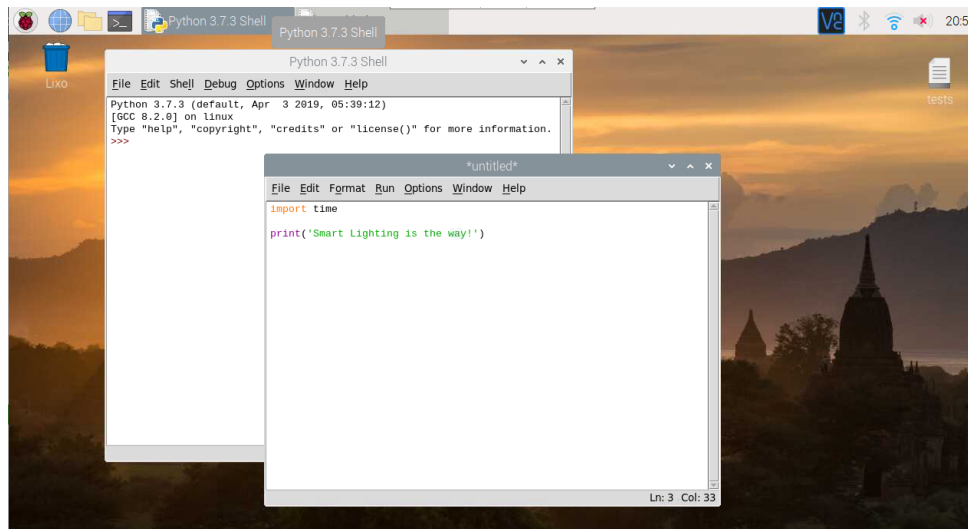 Python 3.7.3 Shell
Python 3.7.3 Shell
20:5
Lixo
tests
Python 3.7.3 Shell
File Edit Shell Debug Options Window Help
Python 3.7.3 (default, Apr  3 2019, 05:39:12)
[GCC 8.2.0] on linux
Type "help", "copyright", "credits" or "license()" for more information.
>>>
*untitled*
File Edit Format Run Options Window Help
import time
print('Smart Lighting is the way!')
Ln: 3 Col: 33